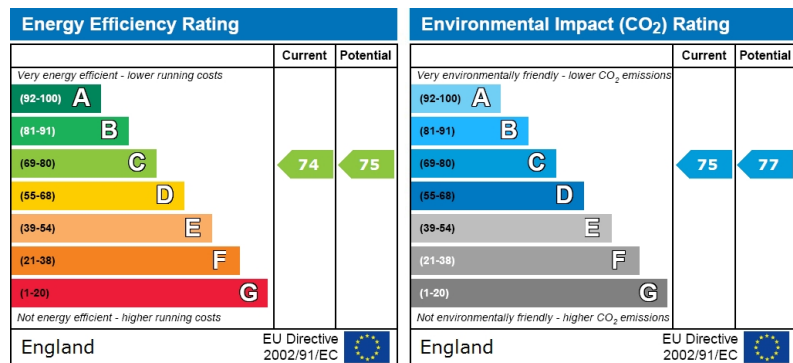 Energy Efficiency Rating
Current Potential
Very energy efficient - lower running costs
(92-100) A
(81-91) B
(69-80) C 74 75
(55-68) D
(39-54) E
(21-38) F
(1-20) G
Not energy efficient - higher running costs
England
EU Directive
2002/91/EC
Environmental Impact (CO₂) Rating
Current Potential
Very environmentally friendly - lower CO₂ emissions
(92-100) A
(81-91) B
(69-80) C 75 77
(55-68) D
(39-54) E
(21-38) F
(1-20) G
Not environmentally friendly - higher CO₂ emissions
England
EU Directive
2002/91/EC